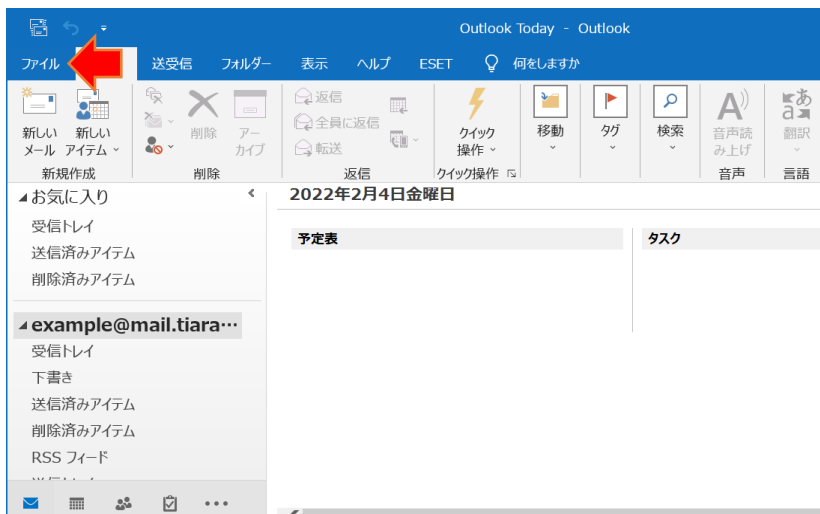 Outlook Today - Outlook
ファイル 送受信 フォルダー 表示 ヘルプ ESET 何をしますか
新しい メール
新しい アイテム
削除
アー カイブ
返信
全員に返信
転送
クイック 操作
移動
タグ
検索
音声読 み上げ
翻訳
新規作成 削除 返信 クイック操作 音声 言語
お気に入り
受信トレイ
送信済みアイテム
削除済みアイテム
example@mail.tiara…
受信トレイ
下書き
送信済みアイテム
削除済みアイテム
RSS フィード
2022年2月4日金曜日
予定表 タスク